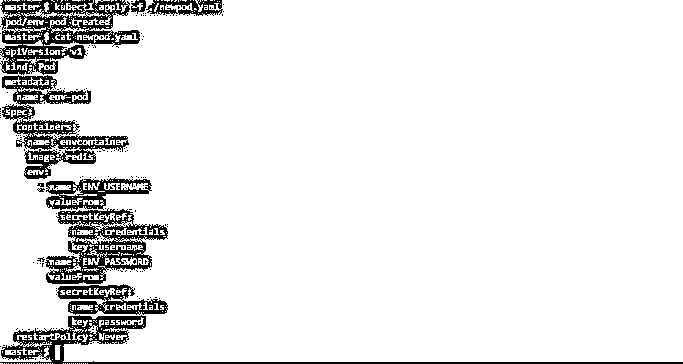 master $ kubectl apply -f ./newpod.yaml
pod/env-pod created
master $ cat newpod.yaml
apiVersion: v1
kind: Pod
metadata:
  name: env-pod
spec:
  containers:
  - name: envcontainer
    image: redis
    env:
      - name: ENV_USERNAME
        valueFrom:
          secretKeyRef:
            name: credentials
            key: username
      - name: ENV_PASSWORD
        valueFrom:
          secretKeyRef:
            name: credentials
            key: password
  restartPolicy: Never
master $